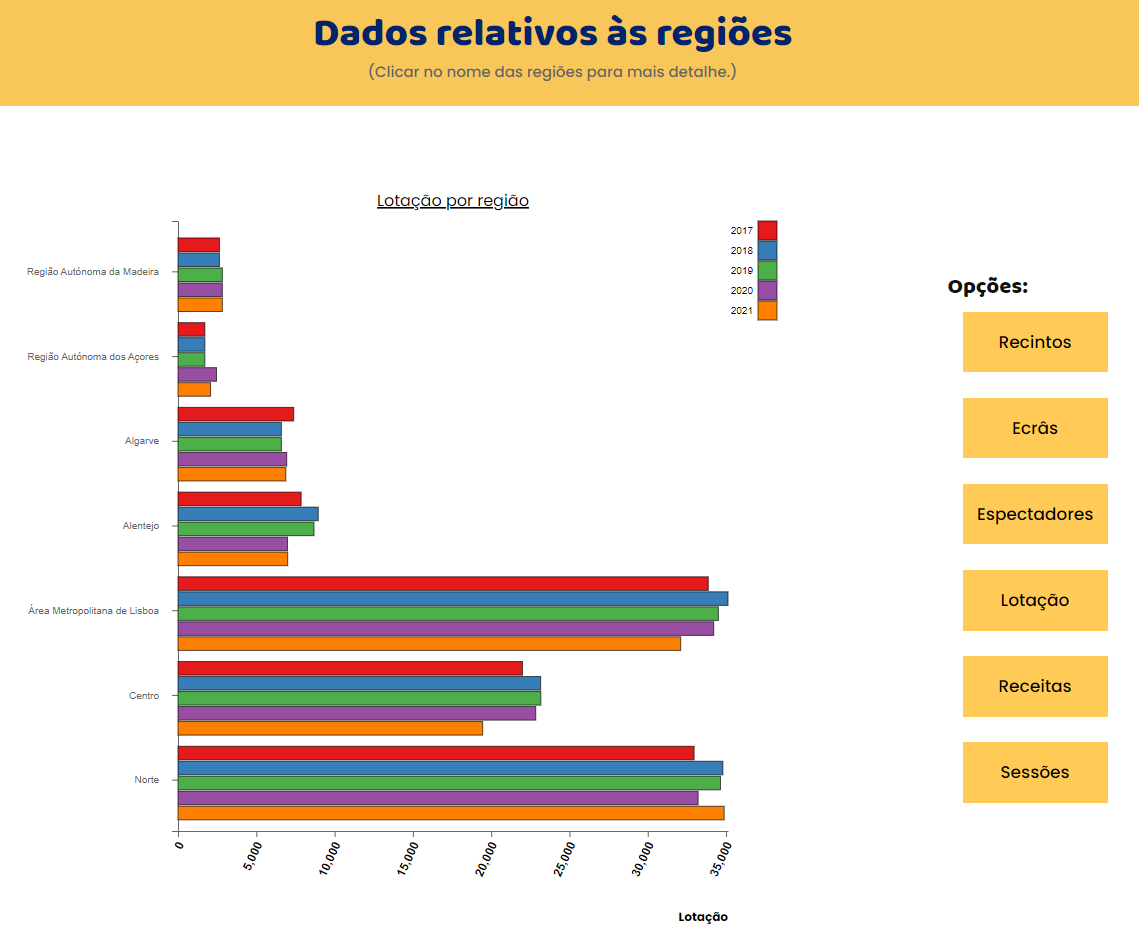 Dados relativos às regiões
(Clicar no nome das regiões para mais detalhe.)
Lotação por região
2017
2018
2019
2020
2021
Região Autónoma da Madeira
Região Autónoma dos Açores
Algarve
Alentejo
Área Metropolitana de Lisboa
Centro
Norte
0
5,000
10,000
15,000
20,000
25,000
30,000
35,000
Lotação
Opções:
Recintos
Ecrâs
Espectadores
Lotação
Receitas
Sessões